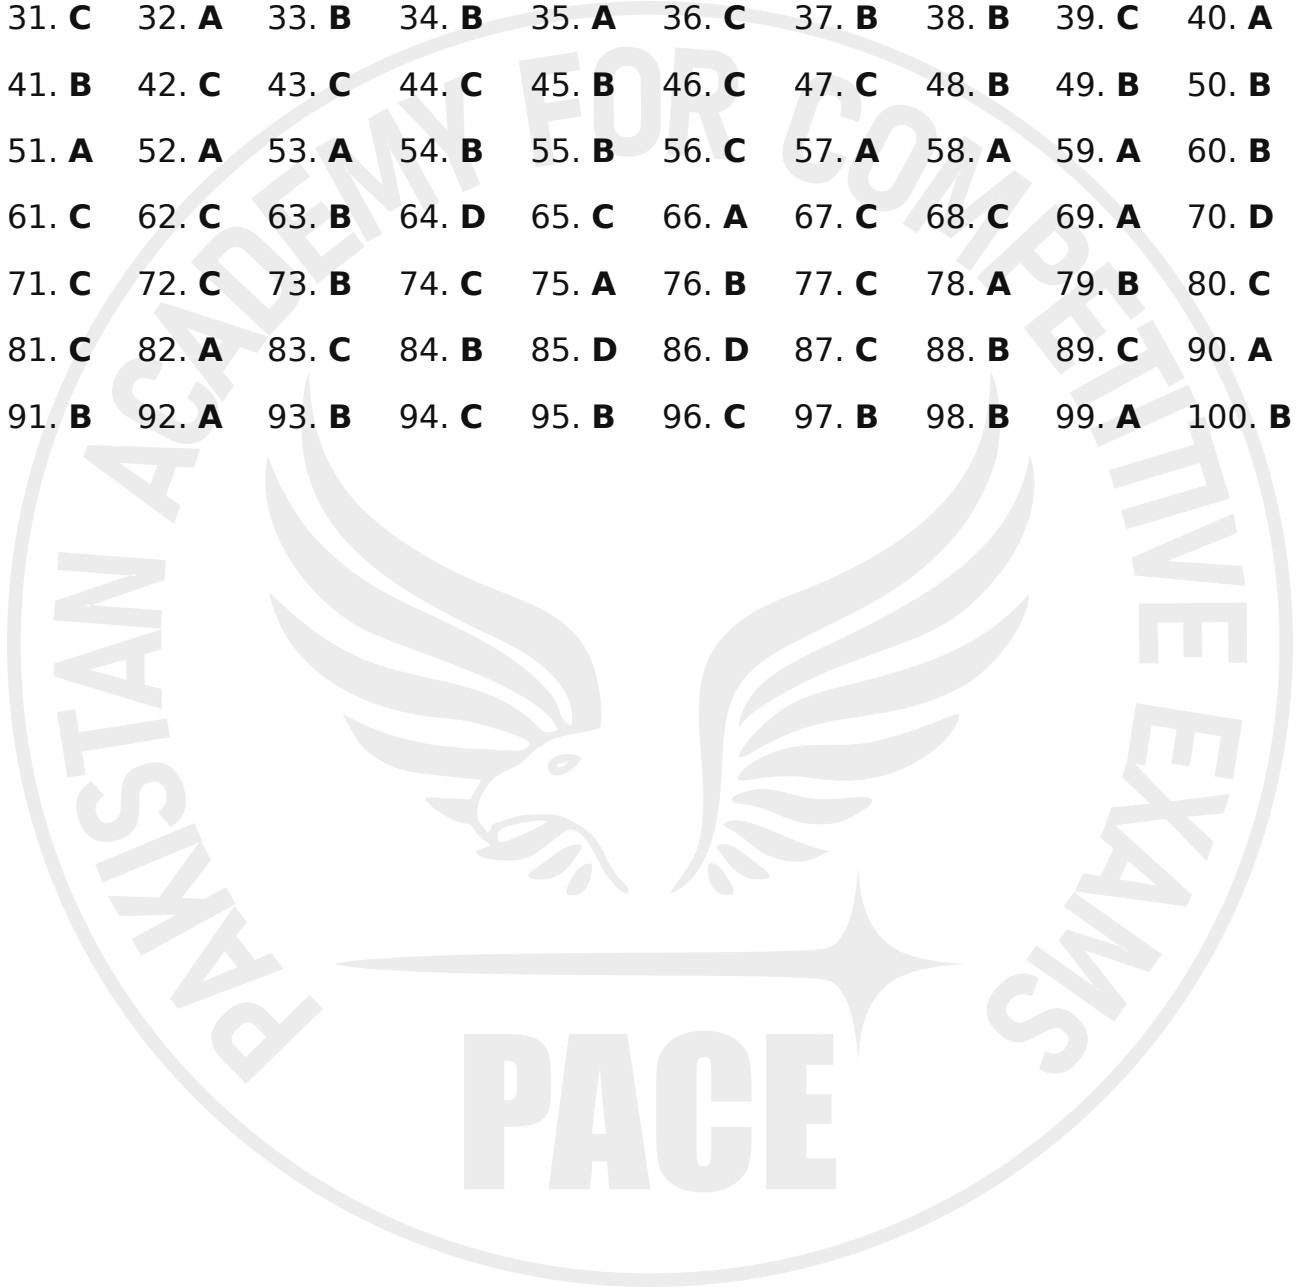 31. C 32. A 33. B 34. B 35. A 36. C 37. B 38. B 39. C 40. A
41. B 42. C 43. C 44. C 45. B 46. C 47. C 48. B 49. B 50. B
51. A 52. A 53. A 54. B 55. B 56. C 57. A 58. A 59. A 60. B
61. C 62. C 63. B 64. D 65. C 66. A 67. C 68. C 69. A 70. D
71. C 72. C 73. B 74. C 75. A 76. B 77. C 78. A 79. B 80. C
81. C 82. A 83. C 84. B 85. D 86. D 87. C 88. B 89. C 90. A
91. B 92. A 93. B 94. C 95. B 96. C 97. B 98. B 99. A 100. B
PAKISTAN ACADEMY FOR COMPETITIVE EXAMS
PACE